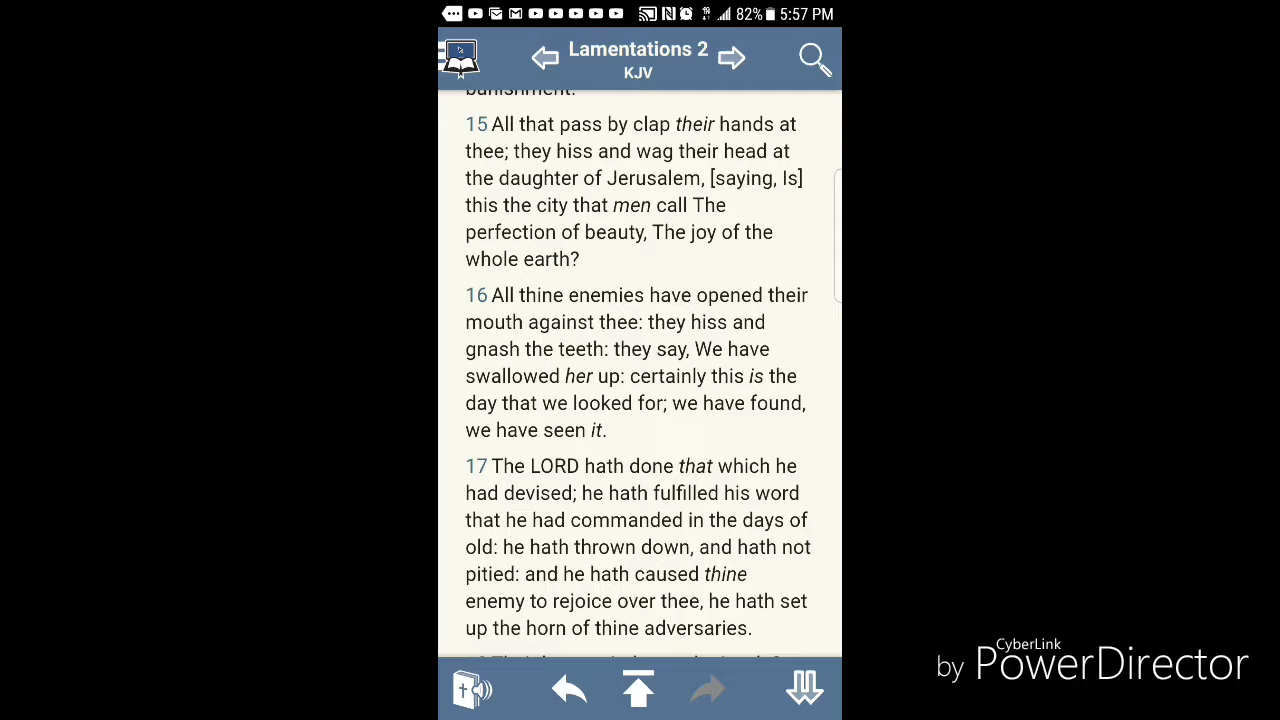 82% 5:57 PM
Lamentations 2
KJV
banishment.
15 All that pass by clap their hands at
thee; they hiss and wag their head at
the daughter of Jerusalem, [saying, Is]
this the city that men call The
perfection of beauty, The joy of the
whole earth?
16 All thine enemies have opened their
mouth against thee: they hiss and
gnash the teeth: they say, We have
swallowed her up: certainly this is the
day that we looked for; we have found,
we have seen it.
17 The LORD hath done that which he
had devised; he hath fulfilled his word
that he had commanded in the days of
old: he hath thrown down, and hath not
pitied: and he hath caused thine
enemy to rejoice over thee, he hath set
up the horn of thine adversaries.
CyberLink
by PowerDirector